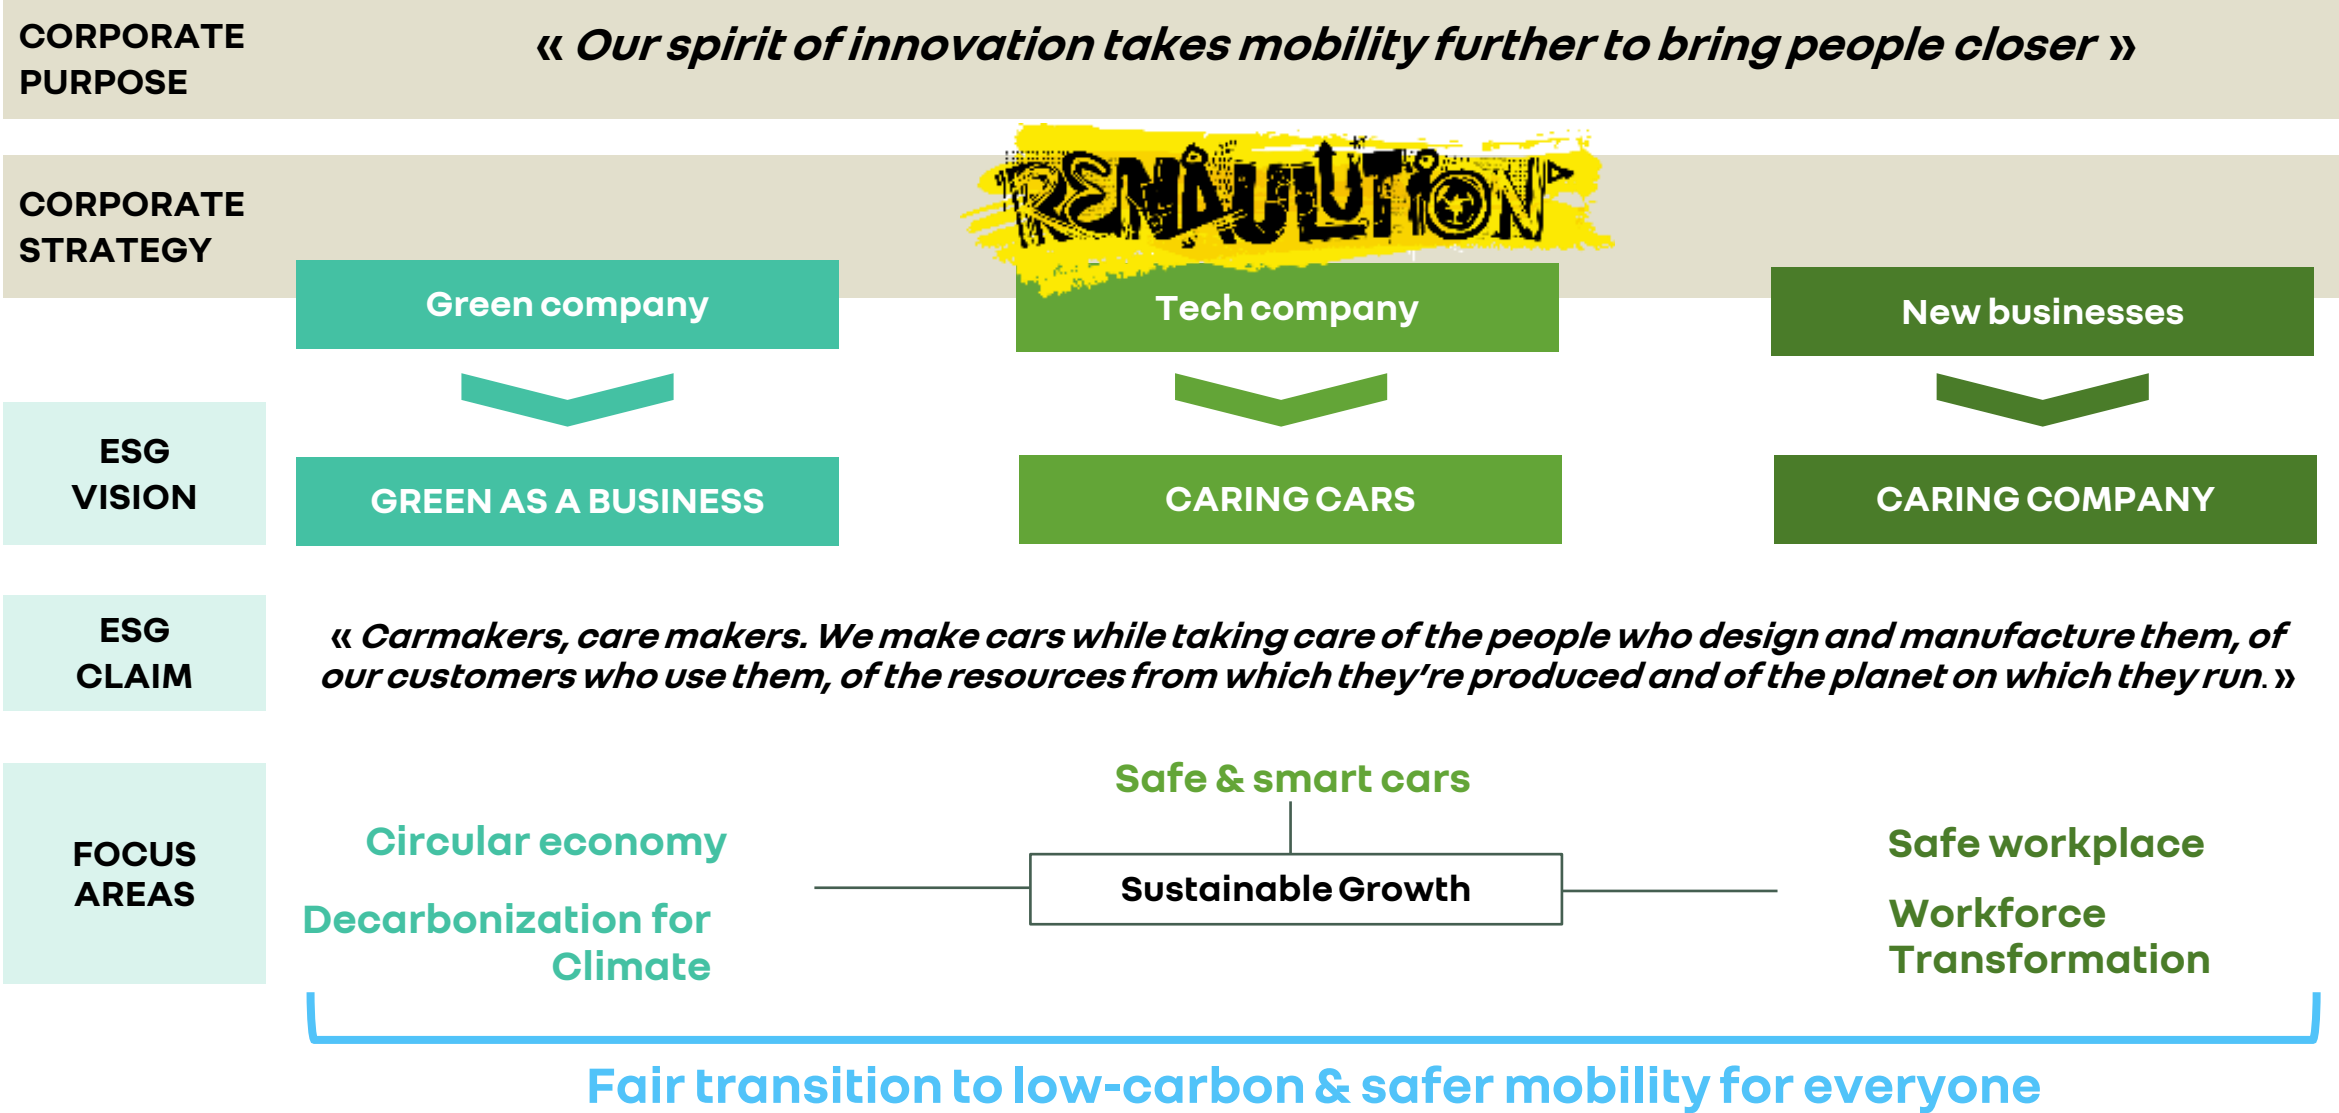 CORPORATE
PURPOSE
« Our spirit of innovation takes mobility further to bring people closer »
CORPORATE
STRATEGY
RENAULUTION
Green company
Tech company
New businesses
ESG
VISION
GREEN AS A BUSINESS
CARING CARS
CARING COMPANY
ESG
CLAIM
« Carmakers, care makers. We make cars while taking care of the people who design and manufacture them, of
our customers who use them, of the resources from which they’re produced and of the planet on which they run. »
FOCUS
AREAS
Circular economy
Decarbonization for
Climate
Safe & smart cars
Sustainable Growth
Safe workplace
Workforce
Transformation
Fair transition to low-carbon & safer mobility for everyone